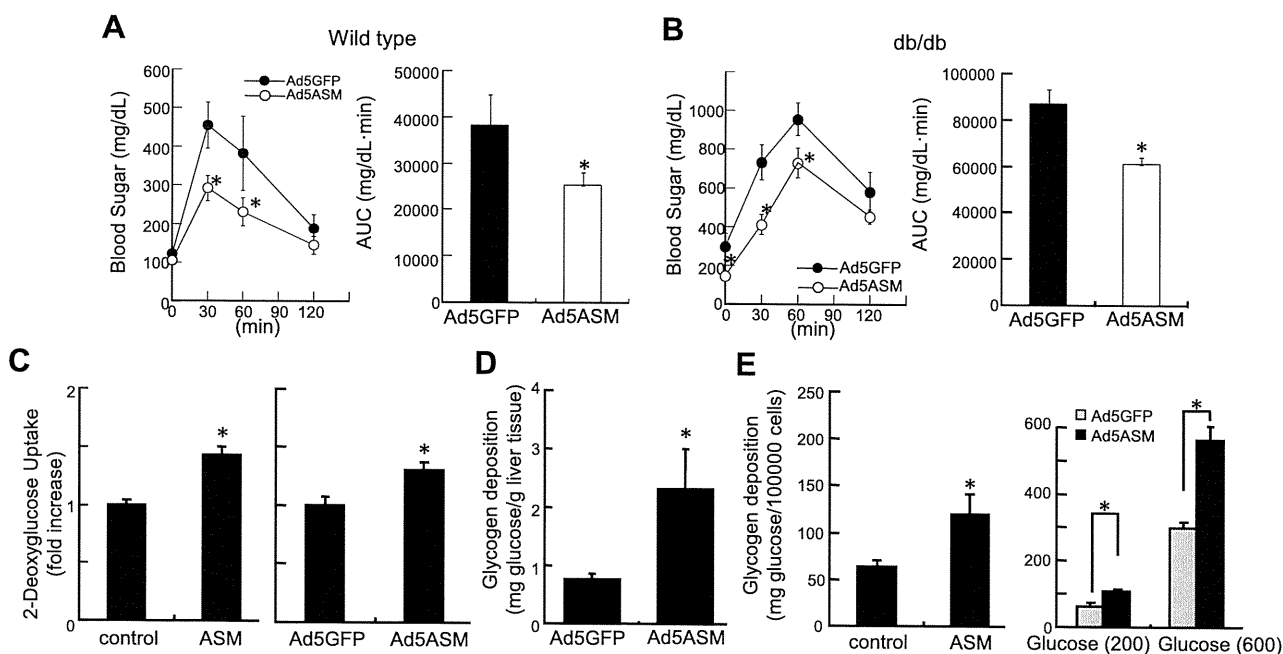 A
Wild type
Blood Sugar (mg/dL)
600
500
400
300
200
100
0
0 30 60 120
(min)
Ad5GFP
Ad5ASM
*
*
AUC (mg/dL·min)
50000
40000
30000
20000
10000
0
*
Ad5GFP Ad5ASM
B
db/db
Blood Sugar (mg/dL)
1000
800
600
400
200
0
0 30 60 120
(min)
*
*
*
Ad5GFP
Ad5ASM
AUC (mg/dL·min)
100000
80000
60000
40000
20000
0
*
Ad5GFP Ad5ASM
C
2-Deoxyglucose Uptake
(fold increase)
2
1
0
*
control ASM
*
Ad5GFP Ad5ASM
D
Glycogen deposition
(mg glucose/g liver tissue)
4
3
2
1
0
*
Ad5GFP Ad5ASM
E
Glycogen deposition
(mg glucose/100000 cells)
250
200
150
100
50
0
*
control ASM
600
400
200
0
Ad5GFP
Ad5ASM
*
*
Glucose (200) Glucose (600)